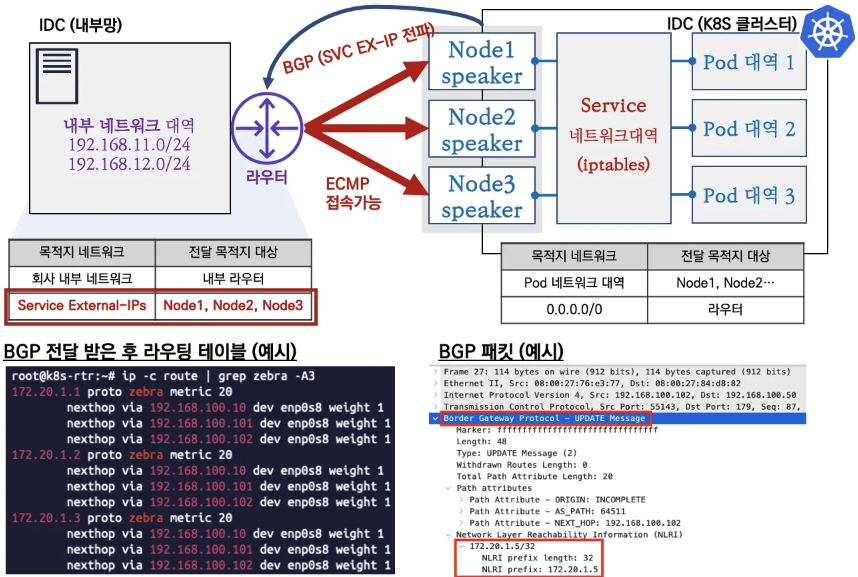 IDC (내부망)
IDC (K8S 클러스터)
BGP (SVC EX-IP 전파)
내부 네트워크 대역
192.168.11.0/24
192.168.12.0/24
라우터
ECMP
접속가능
Node1
speaker
Node2
speaker
Node3
speaker
Service
네트워크대역
(iptables)
Pod 대역 1
Pod 대역 2
Pod 대역 3
목적지 네트워크 전달 목적지 대상
회사 내부 네트워크 내부 라우터
Service External-IPs Node1, Node2, Node3
목적지 네트워크 전달 목적지 대상
Pod 네트워크 대역 Node1, Node2…
0.0.0.0/0 라우터
BGP 전달 받은 후 라우팅 테이블 (예시)
root@k8s-rtr:~# ip -c route | grep zebra -A3
172.20.1.1 proto zebra metric 20
nexthop via 192.168.100.10 dev enp0s8 weight 1
nexthop via 192.168.100.101 dev enp0s8 weight 1
nexthop via 192.168.100.102 dev enp0s8 weight 1
172.20.1.2 proto zebra metric 20
nexthop via 192.168.100.10 dev enp0s8 weight 1
nexthop via 192.168.100.101 dev enp0s8 weight 1
nexthop via 192.168.100.102 dev enp0s8 weight 1
172.20.1.3 proto zebra metric 20
nexthop via 192.168.100.10 dev enp0s8 weight 1
nexthop via 192.168.100.101 dev enp0s8 weight 1
nexthop via 192.168.100.102 dev enp0s8 weight 1
BGP 패킷 (예시)
Frame 27: 114 bytes on wire (912 bits), 114 bytes captured (912 bits)
Ethernet II, Src: 08:00:27:76:e3:77, Dst: 08:00:27:84:d8:82
Internet Protocol Version 4, Src: 192.168.100.102, Dst: 192.168.100.50
Transmission Control Protocol, Src Port: 55143, Dst Port: 179, Seq: 87,
Border Gateway Protocol - UPDATE Message
Marker: ffffffffffffffffffffffffffffffff
Length: 48
Type: UPDATE Message (2)
Withdrawn Routes Length: 0
Total Path Attribute Length: 20
Path attributes
Path Attribute - ORIGIN: INCOMPLETE
Path Attribute - AS_PATH: 64511
Path Attribute - NEXT_HOP: 192.168.100.102
Network Layer Reachability Information (NLRI)
172.20.1.5/32
NLRI prefix length: 32
NLRI prefix: 172.20.1.5